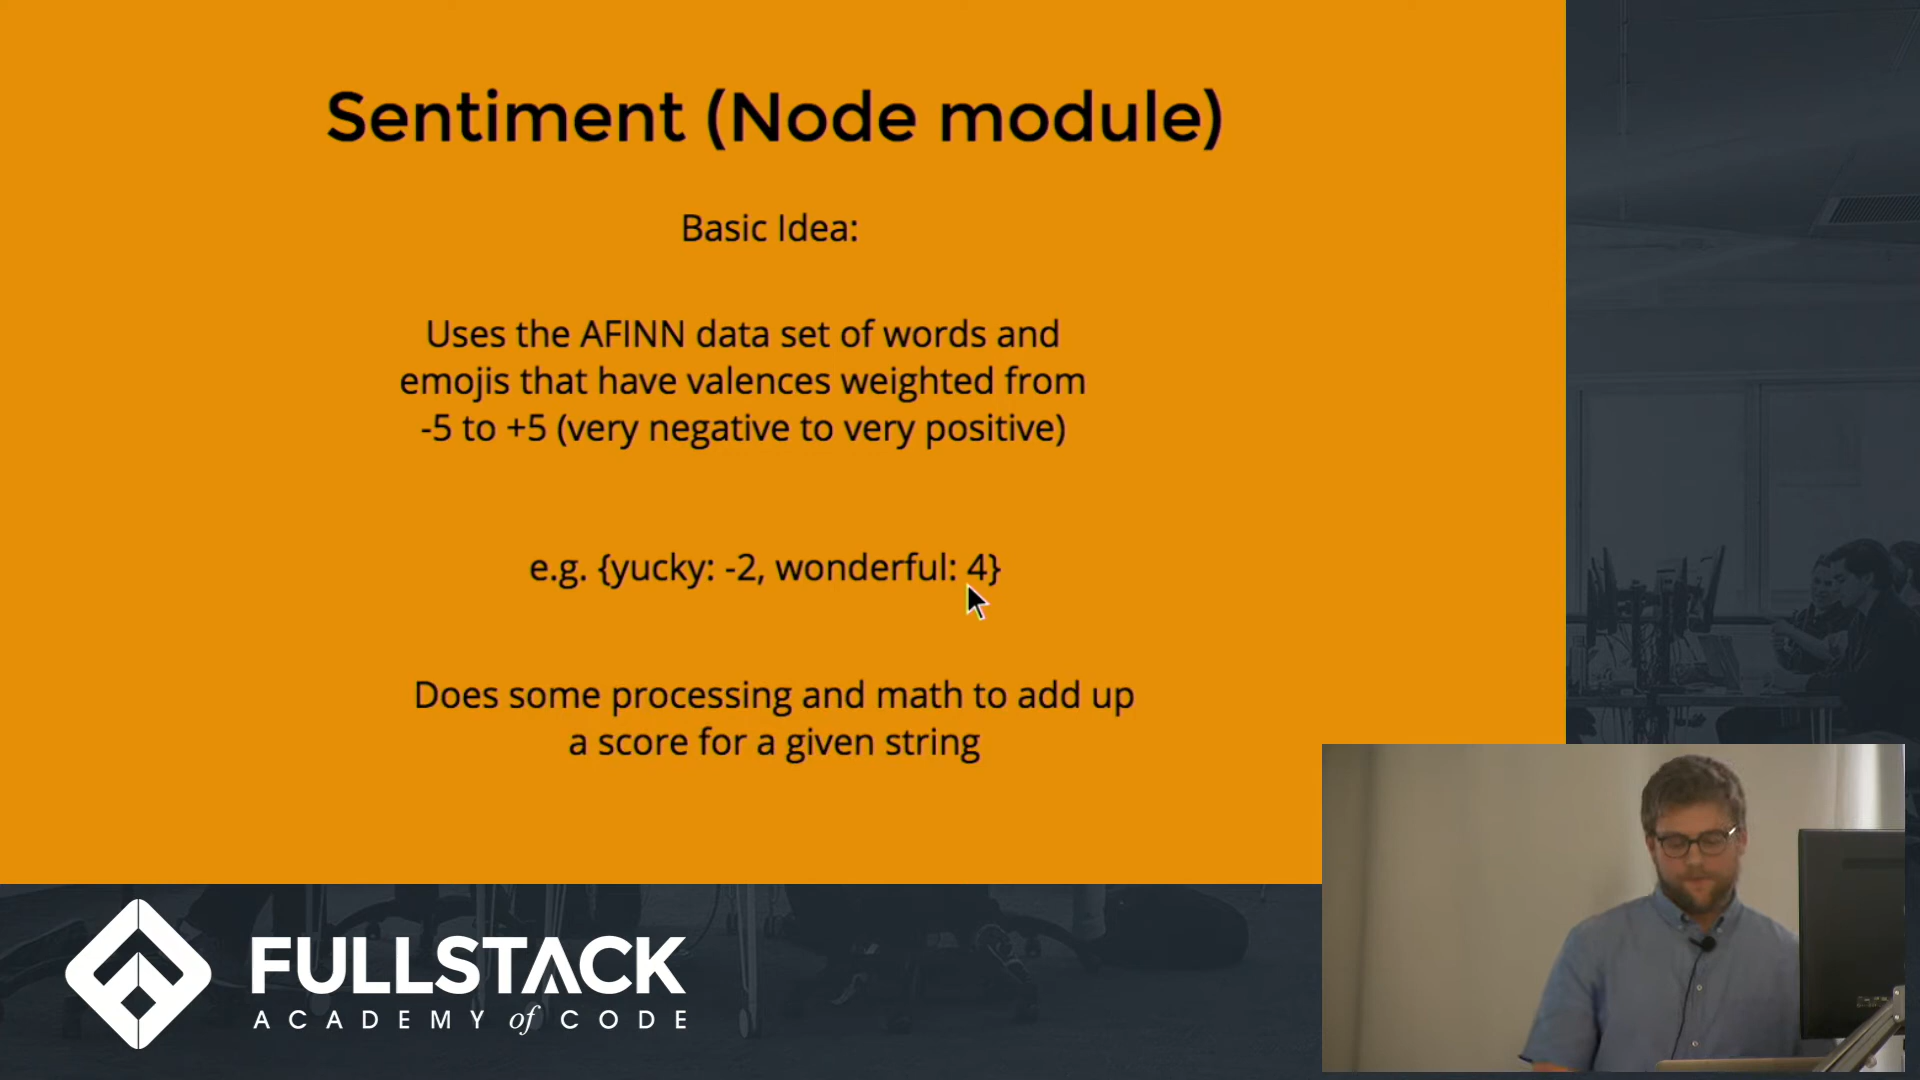 Sentiment (Node module)
Basic Idea:
Uses the AFINN data set of words and
emojis that have valences weighted from
-5 to +5 (very negative to very positive)
e.g. {yucky: -2, wonderful: 4}
Does some processing and math to add up
a score for a given string
FULLSTACK
ACADEMY of CODE